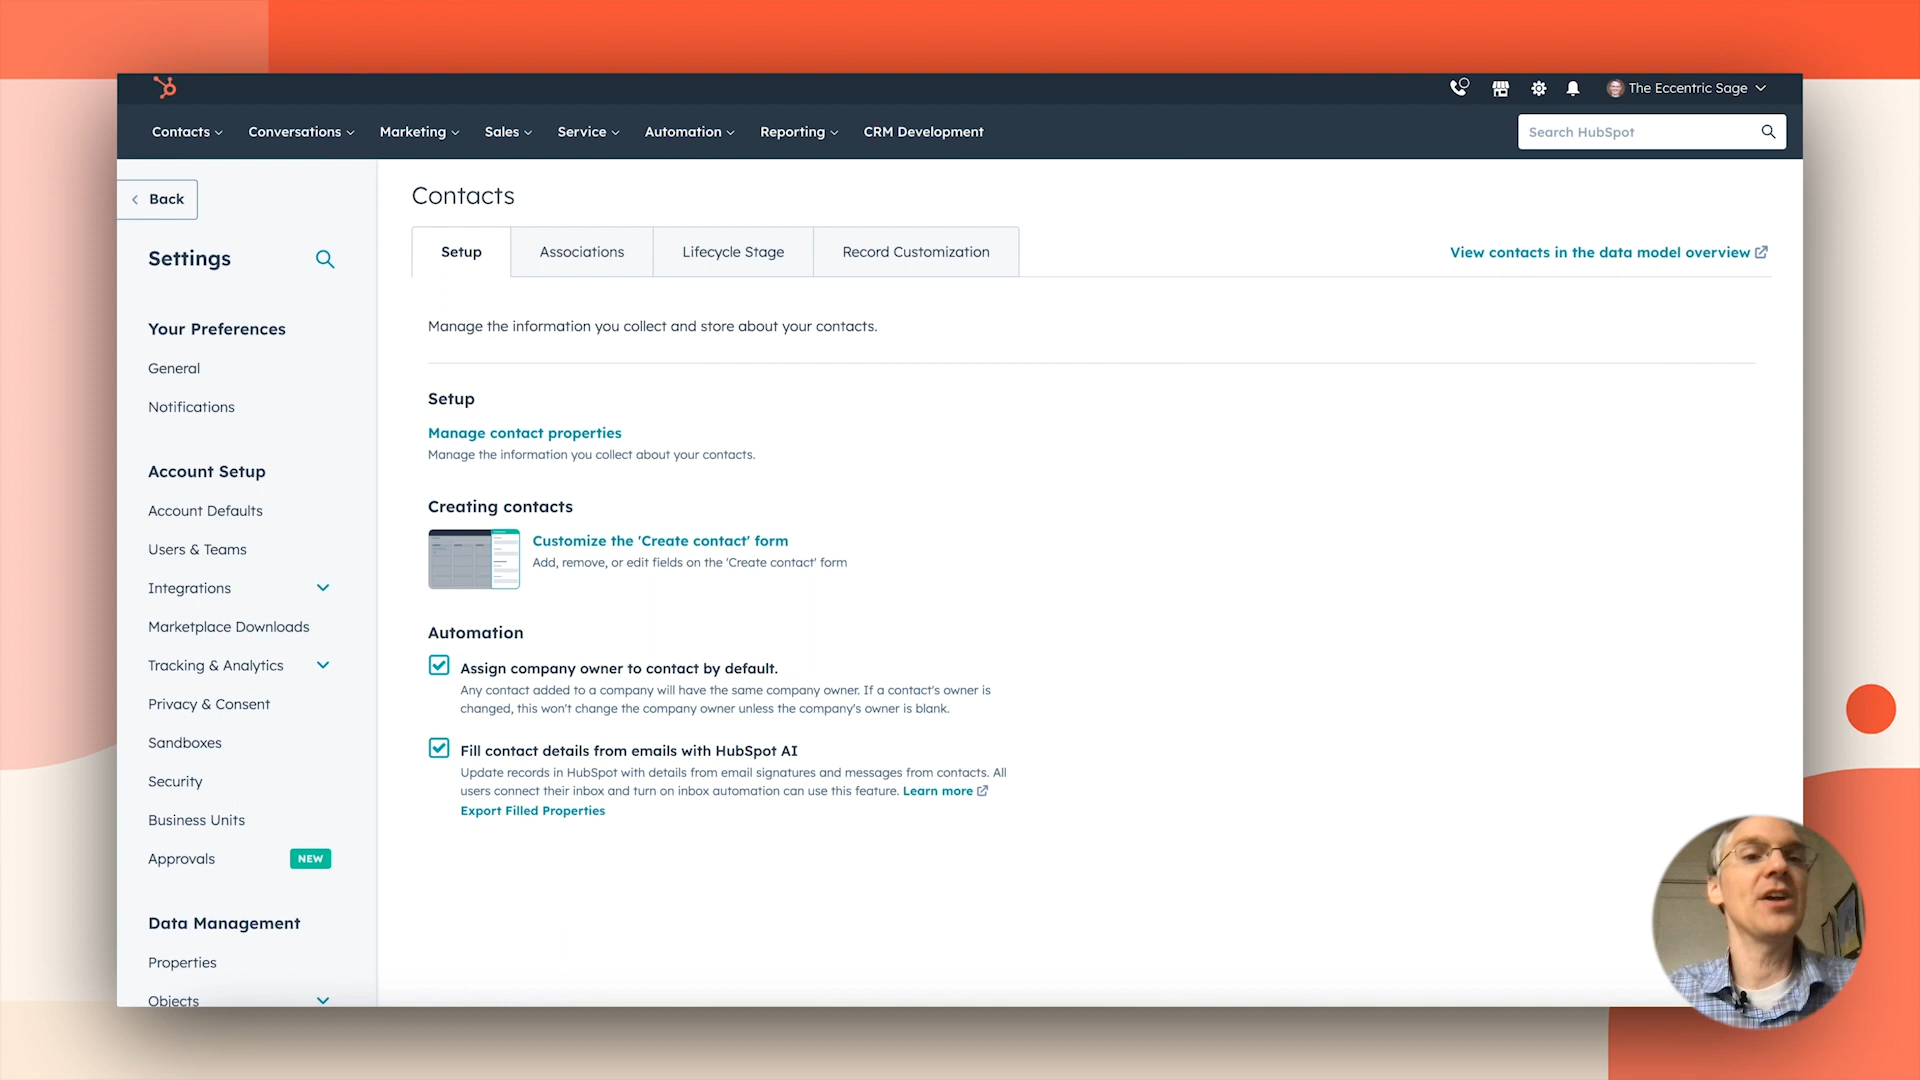 The Eccentric Sage
Contacts
Conversations
Marketing
Sales
Service
Automation
Reporting
CRM Development
Search HubSpot
Back
Settings
Your Preferences
General
Notifications
Account Setup
Account Defaults
Users & Teams
Integrations
Marketplace Downloads
Tracking & Analytics
Privacy & Consent
Sandboxes
Security
Business Units
Approvals NEW
Data Management
Properties
Objects
Contacts
Setup
Associations
Lifecycle Stage
Record Customization
View contacts in the data model overview
Manage the information you collect and store about your contacts.
Setup
Manage contact properties
Manage the information you collect about your contacts.
Creating contacts
Customize the 'Create contact' form
Add, remove, or edit fields on the 'Create contact' form
Automation
Assign company owner to contact by default.
Any contact added to a company will have the same company owner. If a contact's owner is
changed, this won't change the company owner unless the company's owner is blank.
Fill contact details from emails with HubSpot AI
Update records in HubSpot with details from email signatures and messages from contacts. All
users connect their inbox and turn on inbox automation can use this feature. Learn more
Export Filled Properties